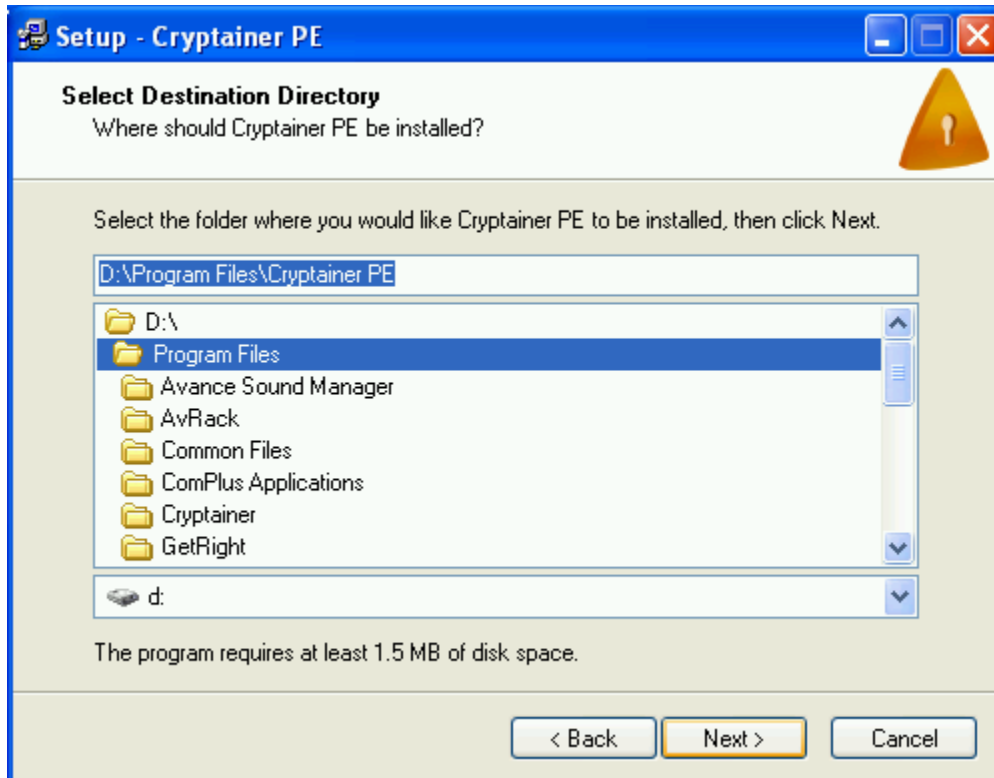 Setup - Cryptainer PE
Select Destination Directory
Where should Cryptainer PE be installed?
Select the folder where you would like Cryptainer PE to be installed, then click Next.
D:\Program Files\Cryptainer PE
D:\
Program Files
Avance Sound Manager
AvRack
Common Files
ComPlus Applications
Cryptainer
GetRight
d:
The program requires at least 1.5 MB of disk space.
< Back Next > Cancel